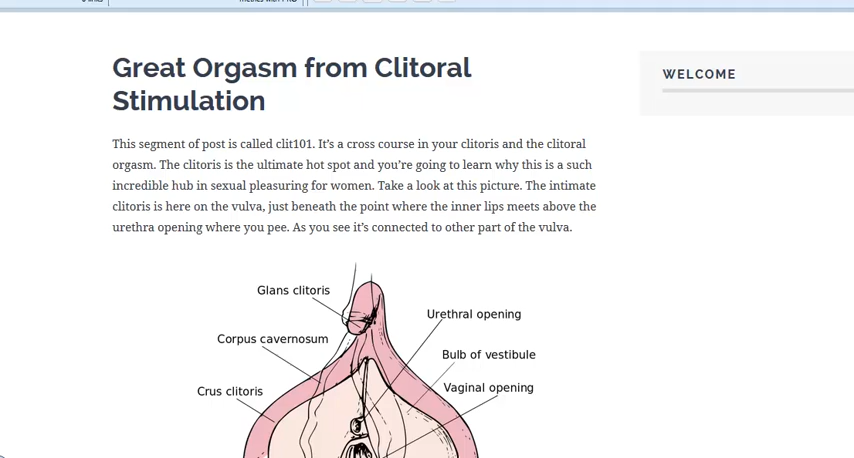 Great Orgasm from Clitoral
Stimulation
WELCOME
This segment of post is called clit101. It's a cross course in your clitoris and the clitoral
orgasm. The clitoris is the ultimate hot spot and you're going to learn why this is a such
incredible hub in sexual pleasuring for women. Take a look at this picture. The intimate
clitoris is here on the vulva, just beneath the point where the inner lips meets above the
urethra opening where you pee. As you see it's connected to other part of the vulva.
Glans clitoris
Urethral opening
Corpus cavernosum
Bulb of vestibule
Vaginal opening
Crus clitoris